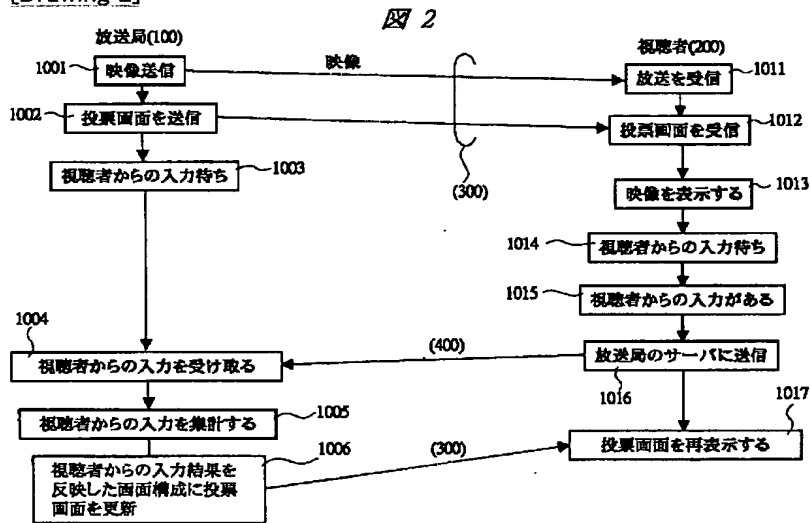 [Drawing 2]
図 2
放送局(100)
視聴者(200)
1001
映像送信
映像
放送を受信
1011
1002
投票画面を送信
投票画面を受信
1012
視聴者からの入力待ち
1003
(300)
映像を表示する
1013
1014
視聴者からの入力待ち
1015
視聴者からの入力がある
1004
視聴者からの入力を受け取る
(400)
放送局のサーバに送信
1016
視聴者からの入力を集計する
1005
1017
投票画面を再表示する
1006
(300)
視聴者からの入力結果を
反映した画面構成に投票
画面を更新